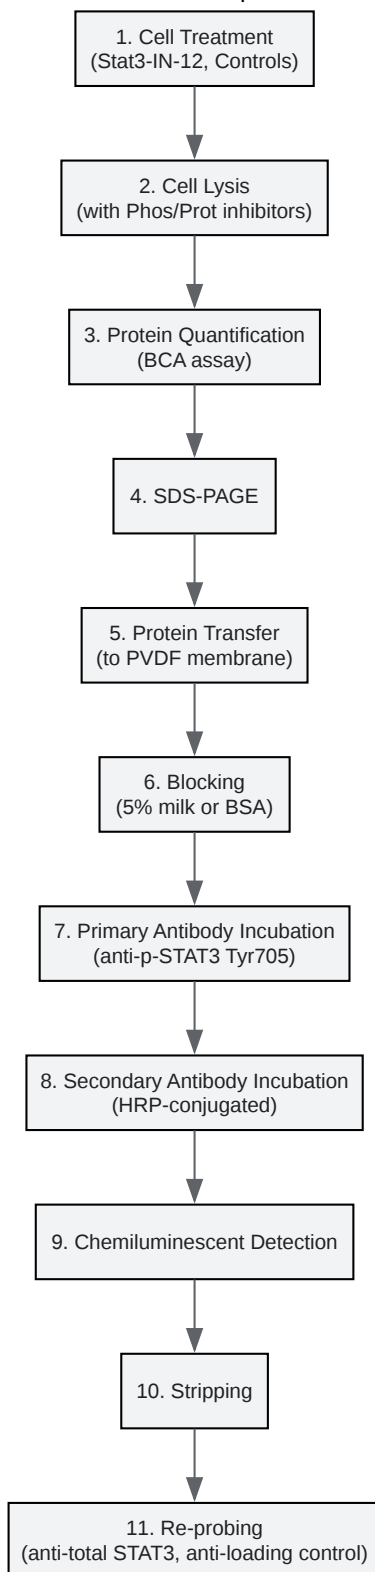 1. Cell Treatment
(Stat3-IN-12, Controls)
2. Cell Lysis
(with Phos/Prot inhibitors)
3. Protein Quantification
(BCA assay)
4. SDS-PAGE
5. Protein Transfer
(to PVDF membrane)
6. Blocking
(5% milk or BSA)
7. Primary Antibody Incubation
(anti-p-STAT3 Tyr705)
8. Secondary Antibody Incubation
(HRP-conjugated)
9. Chemiluminescent Detection
10. Stripping
11. Re-probing
(anti-total STAT3, anti-loading control)